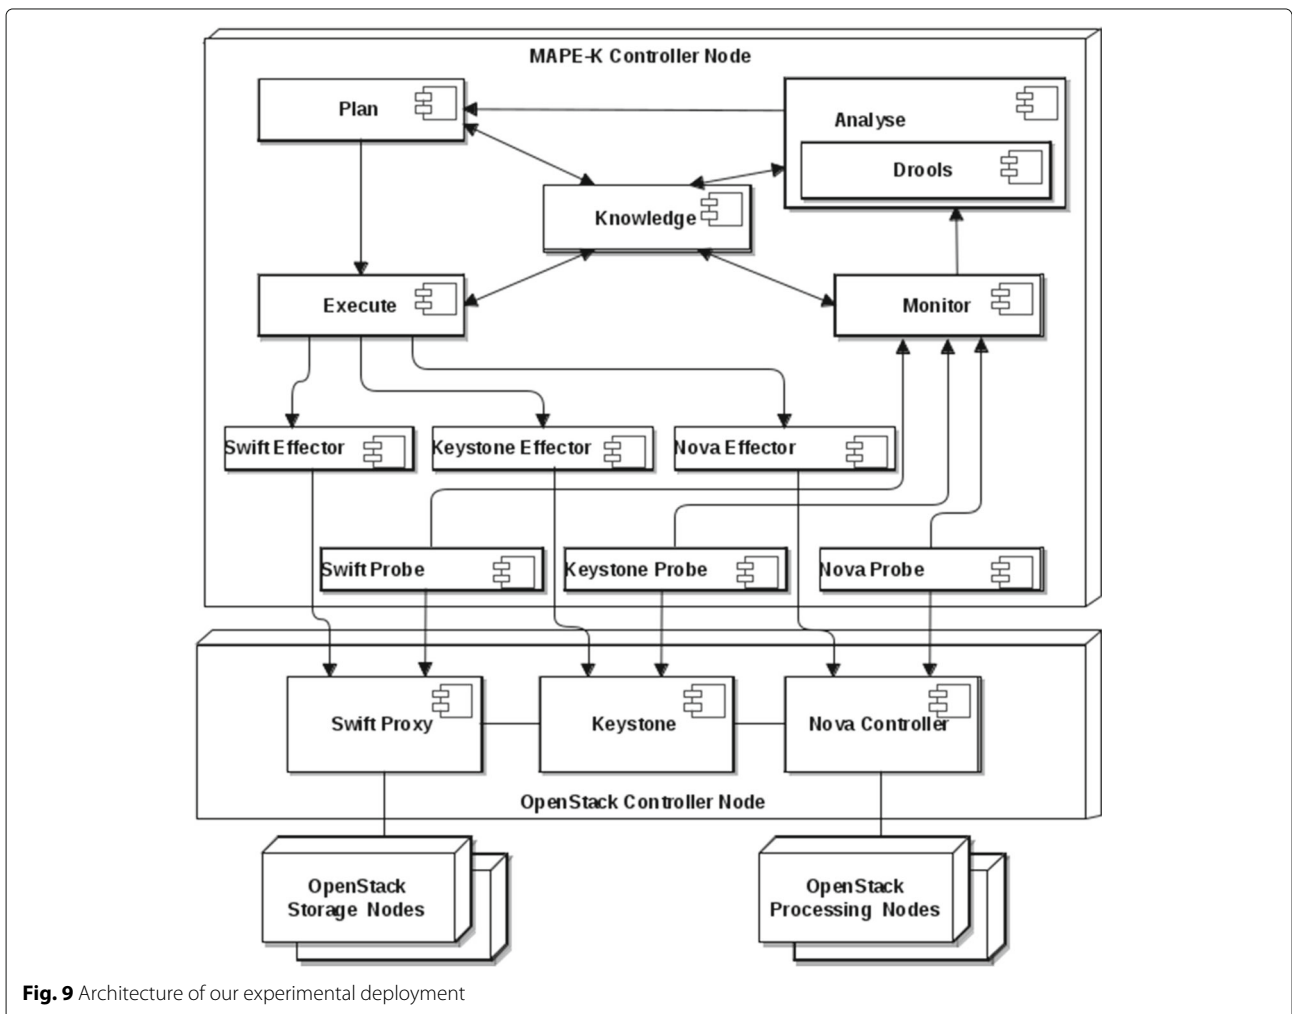 MAPE-K Controller Node
Plan
Analyse
Drools
Knowledge
Execute
Monitor
Swift Effector
Keystone Effector
Nova Effector
Swift Probe
Keystone Probe
Nova Probe
Swift Proxy
Keystone
Nova Controller
OpenStack Controller Node
OpenStack
Storage Nodes
OpenStack
Processing Nodes
Fig. 9 Architecture of our experimental deployment